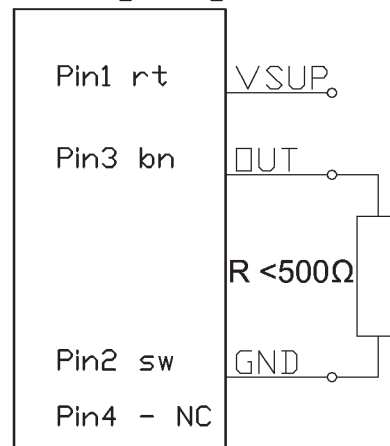 Pin1 rt VSUP
Pin3 bn OUT
R <500Ω
Pin2 sw GND
Pin4 - NC